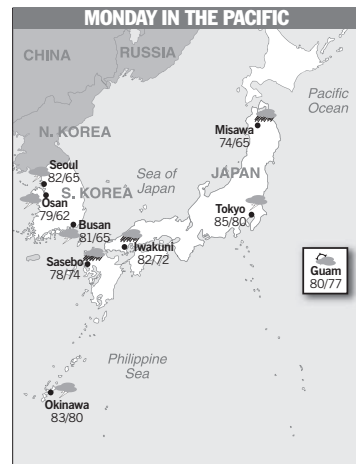 MONDAY IN THE PACIFIC
CHINA
RUSSIA
Pacific
Ocean
N. KOREA
Misawa
74/65
Seoul
82/65
Sea of
Japan
JAPAN
S. KOREA
Osan
79/62
Tokyo
85/80
Busan
81/65
Iwakuni
82/72
Sasebo
78/74
Guam
80/77
Philippine
Sea
Okinawa
83/80